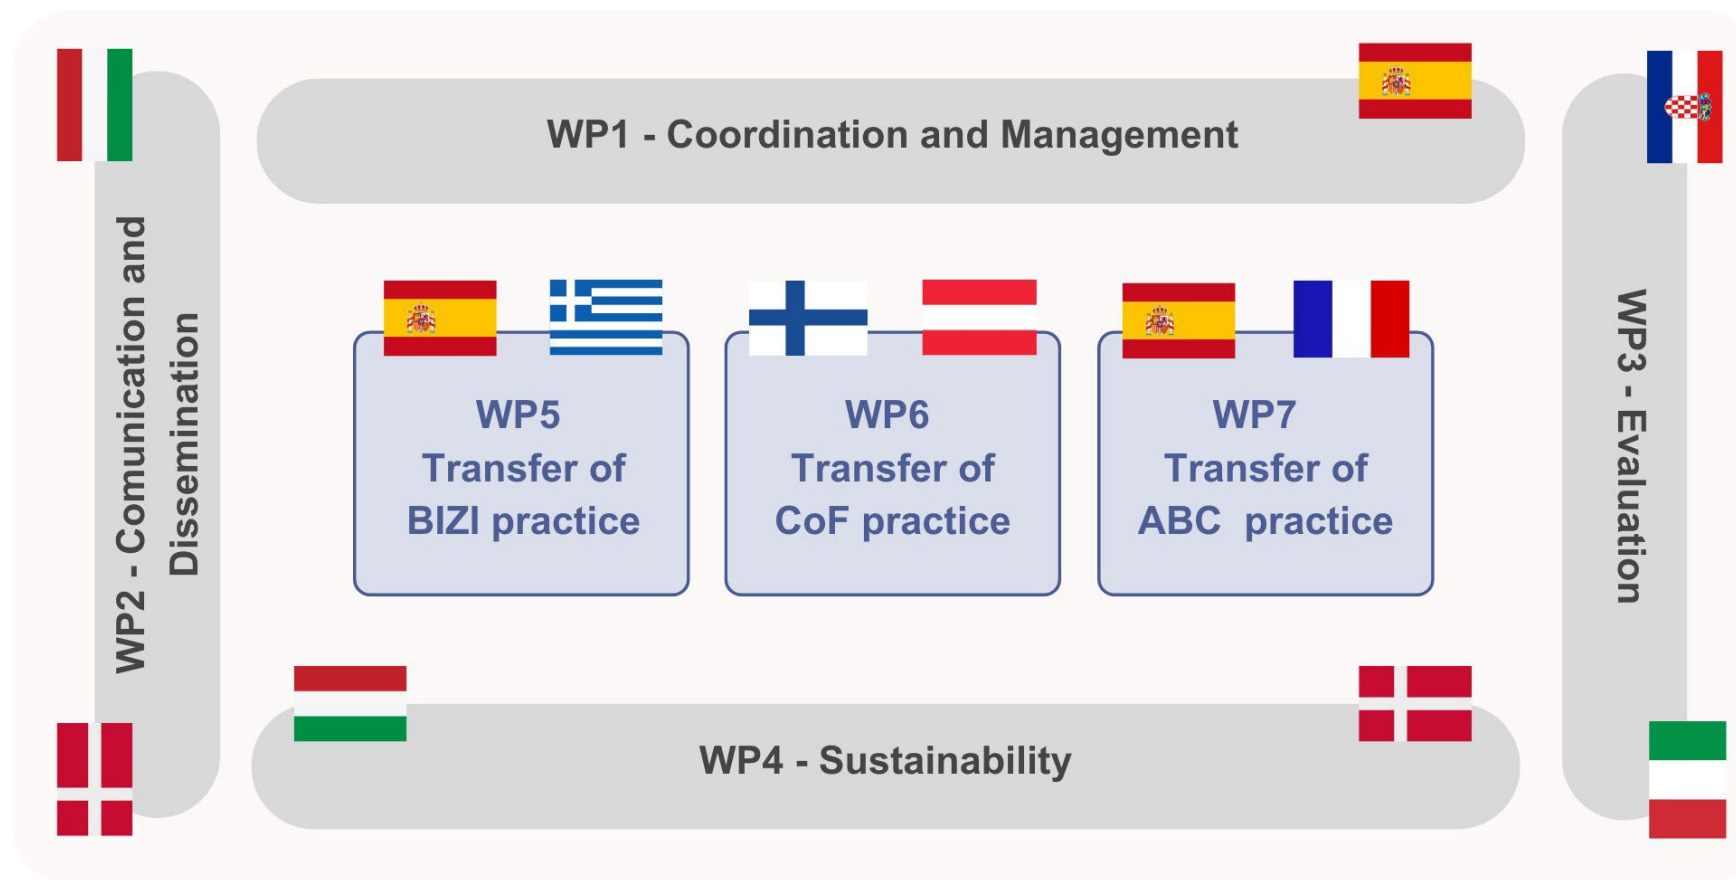 WP1 - Coordination and Management
WP2 - Comunication and
Dissemination
WP3 - Evaluation
WP5
Transfer of
BIZI practice
WP6
Transfer of
CoF practice
WP7
Transfer of
ABC  practice
WP4 - Sustainability